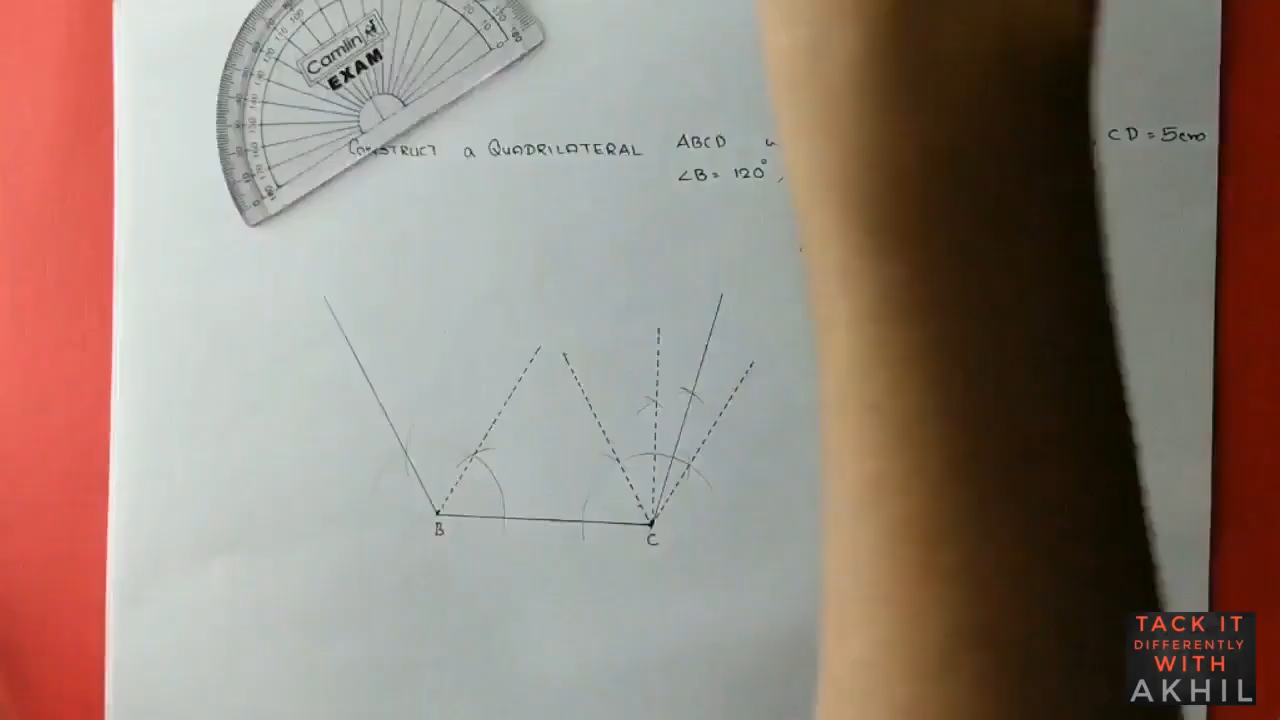 Camlin
EXAM
CONSTRUCT a QUADRILATERAL ABCD
CD = 5cm
∠B = 120°,
B
C
TACK IT
DIFFERENTLY
WITH
AKHIL